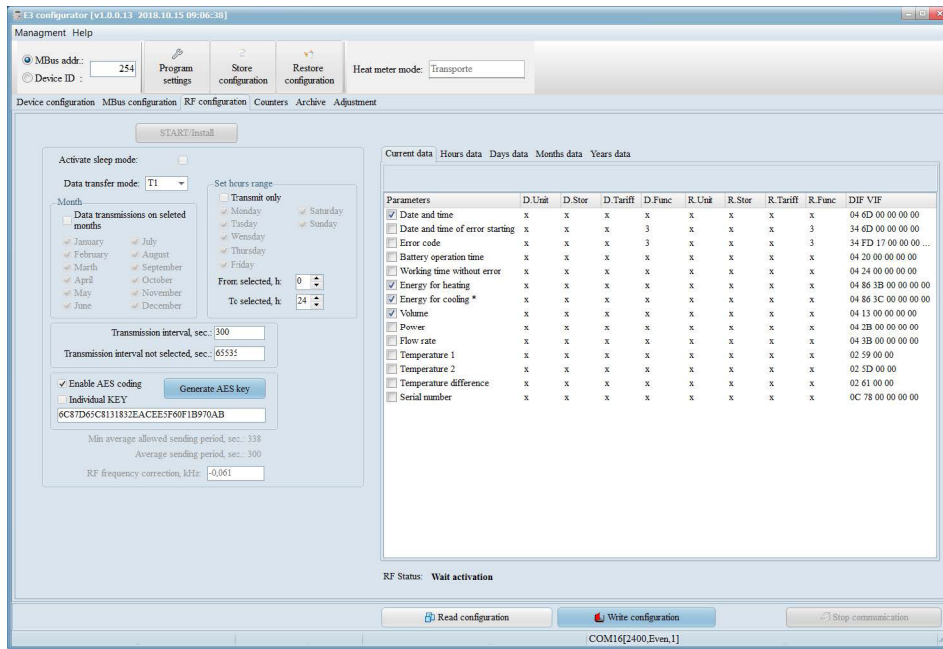 E3 configurator [v1.0.0.13 2018.10.15 09:06:38]
Managment Help
MBus addr.:
Device ID :
254
Program settings
Store configuration
Restore configuration
Heat meter mode: Transporte
Device configuration MBus configuration RF configuration Counters Archive Adjustment
START/Install
Activate sleep mode:
Data transfer mode: T1
Month
Data transmissions on seleted months
January July
February August
Marth September
April October
May November
June December
Set hours range
Transmit only
Monday Saturday
Tasday Sunday
Wensday
Thursday
Friday
From selected, h: 0
To selected, h: 24
Transmission interval, sec.: 300
Transmission interval not selected, sec.: 65535
Enable AES coding
Individual KEY
Generate AES key
6C87D65C8131832EACEE5F60F1B970AB
Min average allowed sending period, sec.: 338
Average sending period, sec.: 300
RF frequency correction, kHz: -0,061
Current data Hours data Days data Months data Years data
Parameters D.Unit D.Stor D.Tariff D.Func R.Unit R.Stor R.Tariff R.Func DIF VIF
Date and time x x x x x x x x 04 6D 00 00 00 00
Date and time of error starting x x x 3 x x x 3 34 6D 00 00 00 00
Error code x x x 3 x x x 3 34 FD 17 00 00 00 ...
Battery operation time x x x x x x x x 04 20 00 00 00 00
Working time without error x x x x x x x x 04 24 00 00 00 00
Energy for heating x x x x x x x x 04 86 3B 00 00 00 00
Energy for cooling * x x x x x x x x 04 86 3C 00 00 00 00
Volume x x x x x x x x 04 13 00 00 00 00
Power x x x x x x x x 04 2B 00 00 00 00
Flow rate x x x x x x x x 04 3B 00 00 00 00
Temperature 1 x x x x x x x x 02 59 00 00
Temperature 2 x x x x x x x x 02 5D 00 00
Temperature difference x x x x x x x x 02 61 00 00
Serial number x x x x x x x x 0C 78 00 00 00 00
RF Status: Wait activation
Read configuration
Write configuration
Stop communication
COM16[2400,Even,1]